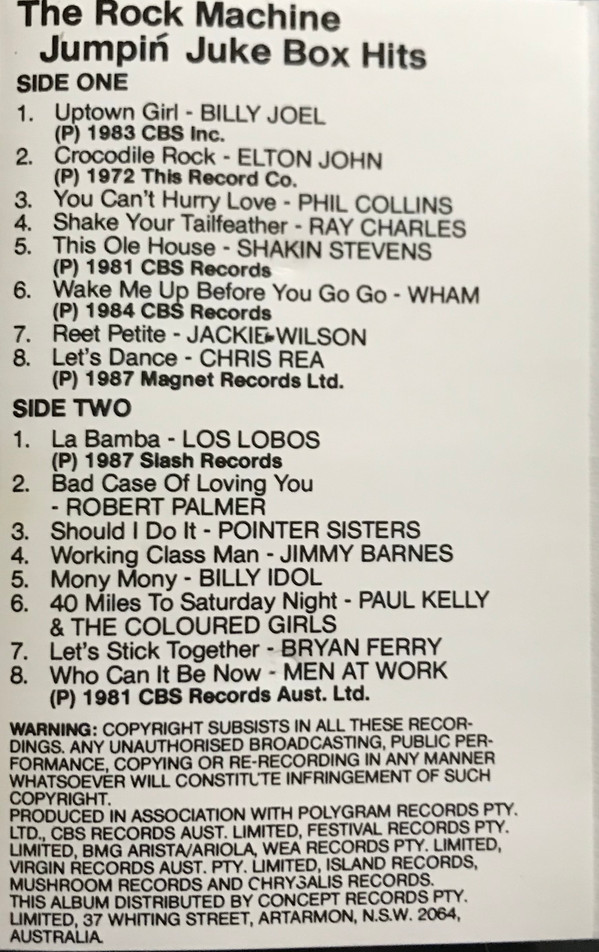 The Rock Machine
Jumpiń Juke Box Hits
SIDE ONE
1. Uptown Girl - BILLY JOEL
(P) 1983 CBS Inc.
2. Crocodile Rock - ELTON JOHN
(P) 1972 This Record Co.
3. You Can't Hurry Love - PHIL COLLINS
4. Shake Your Tailfeather - RAY CHARLES
5. This Ole House - SHAKIN STEVENS
(P) 1981 CBS Records
6. Wake Me Up Before You Go Go - WHAM
(P) 1984 CBS Records
7. Reet Petite - JACKIE WILSON
8. Let's Dance - CHRIS REA
(P) 1987 Magnet Records Ltd.
SIDE TWO
1. La Bamba - LOS LOBOS
(P) 1987 Slash Records
2. Bad Case Of Loving You
- ROBERT PALMER
3. Should I Do It - POINTER SISTERS
4. Working Class Man - JIMMY BARNES
5. Mony Mony - BILLY IDOL
6. 40 Miles To Saturday Night - PAUL KELLY
& THE COLOURED GIRLS
7. Let's Stick Together - BRYAN FERRY
8. Who Can It Be Now - MEN AT WORK
(P) 1981 CBS Records Aust. Ltd.
WARNING: COPYRIGHT SUBSISTS IN ALL THESE RECOR-
DINGS. ANY UNAUTHORISED BROADCASTING, PUBLIC PER-
FORMANCE, COPYING OR RE-RECORDING IN ANY MANNER
WHATSOEVER WILL CONSTITUTE INFRINGEMENT OF SUCH
COPYRIGHT.
PRODUCED IN ASSOCIATION WITH POLYGRAM RECORDS PTY.
LTD., CBS RECORDS AUST. LIMITED, FESTIVAL RECORDS PTY.
LIMITED, BMG ARISTA/ARIOLA, WEA RECORDS PTY. LIMITED,
VIRGIN RECORDS AUST. PTY. LIMITED, ISLAND RECORDS,
MUSHROOM RECORDS AND CHRYSALIS RECORDS.
THIS ALBUM DISTRIBUTED BY CONCEPT RECORDS PTY.
LIMITED, 37 WHITING STREET, ARTARMON, N.S.W. 2064,
AUSTRALIA.